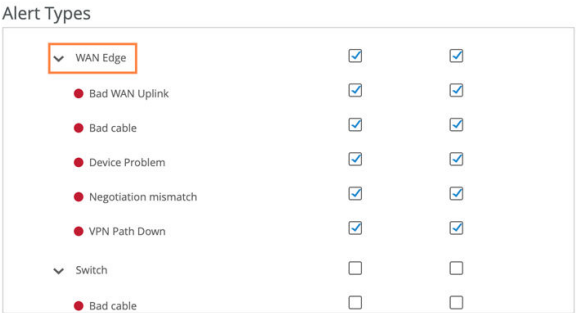 Alert Types
WAN Edge
Bad WAN Uplink
Bad cable
Device Problem
Negotiation mismatch
VPN Path Down
Switch
Bad cable